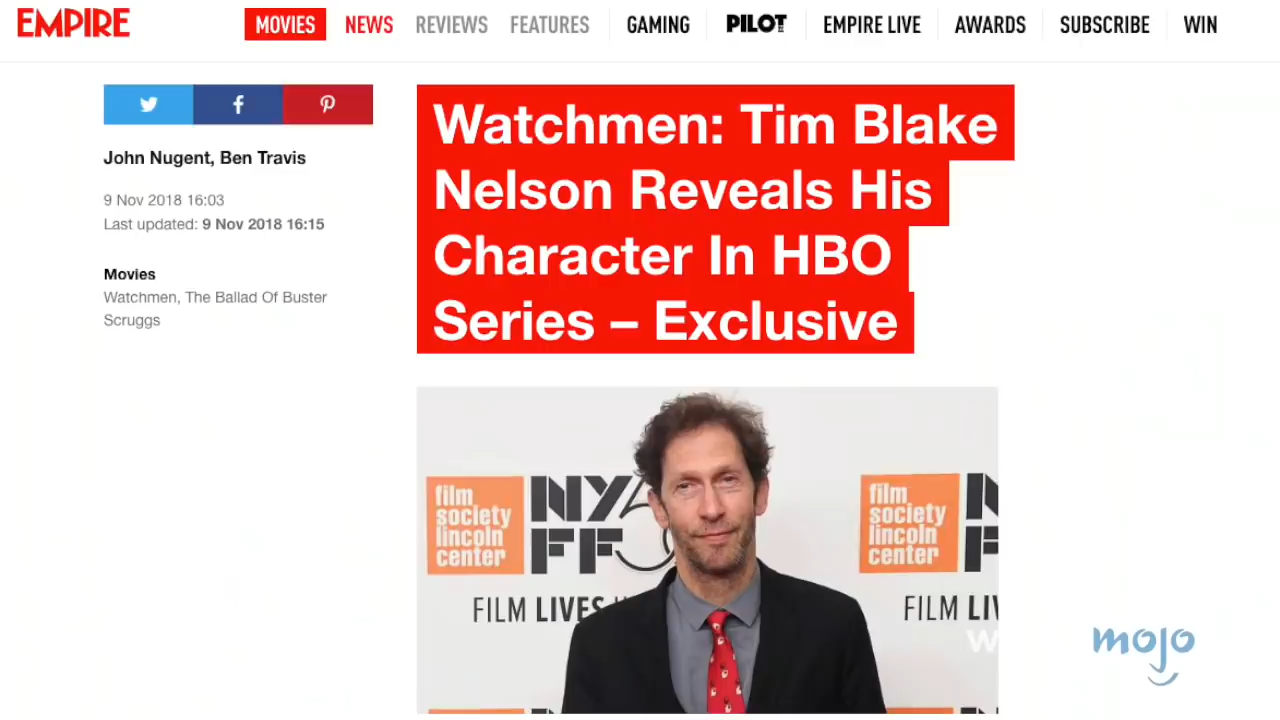 EMPIRE
MOVIES NEWS REVIEWS FEATURES GAMING PILOT EMPIRE LIVE AWARDS SUBSCRIBE WIN
John Nugent, Ben Travis
9 Nov 2018 16:03
Last updated: 9 Nov 2018 16:15
Movies
Watchmen, The Ballad Of Buster
Scruggs
Watchmen: Tim Blake
Nelson Reveals His
Character In HBO
Series – Exclusive
film
society
lincoln
center
NY
FF
FILM LIVES
film
society
lincoln
center
N
F
FILM LIV
W
mojo